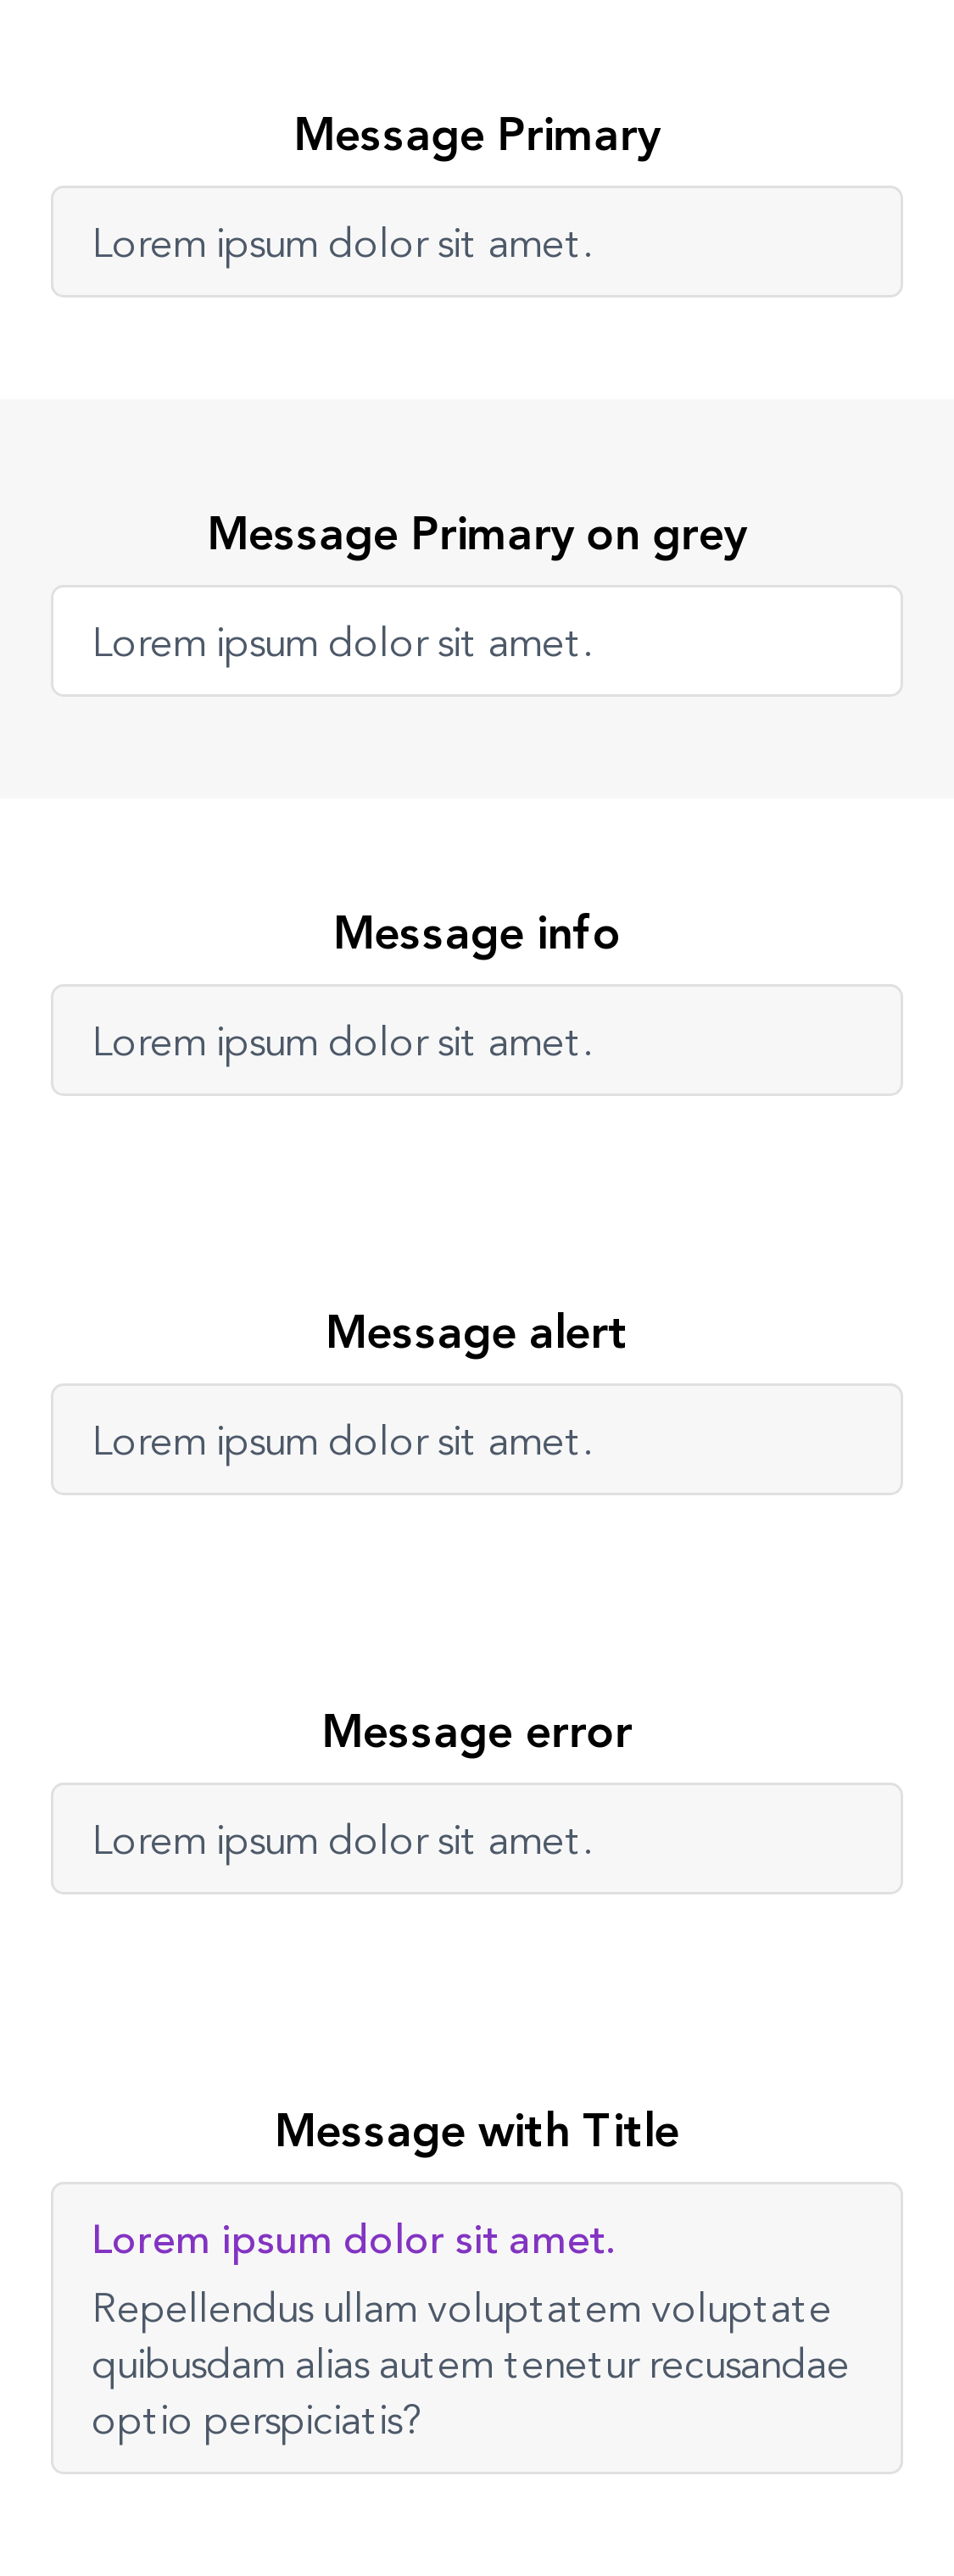 Message Primary
Lorem ipsum dolor sit amet.
Message Primary on grey
Lorem ipsum dolor sit amet.
Message info
Lorem ipsum dolor sit amet.
Message alert
Lorem ipsum dolor sit amet.
Message error
Lorem ipsum dolor sit amet.
Message with Title
Lorem ipsum dolor sit amet.
Repellendus ullam voluptatem voluptate
quibusdam alias autem tenetur recusandae
optio perspiciatis?